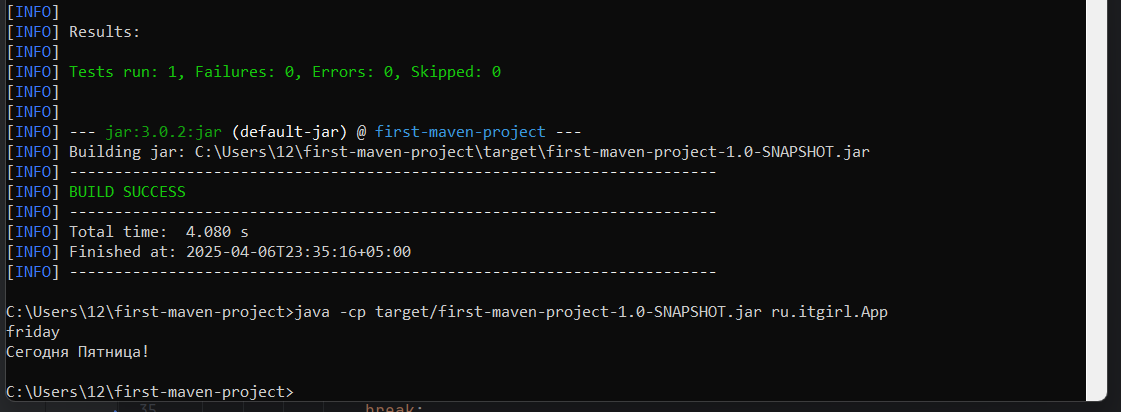 [INFO]
[INFO] Results:
[INFO]
[INFO] Tests run: 1, Failures: 0, Errors: 0, Skipped: 0
[INFO]
[INFO]
[INFO] --- jar:3.0.2:jar (default-jar) @ first-maven-project ---
[INFO] Building jar: C:\Users\12\first-maven-project\target\first-maven-project-1.0-SNAPSHOT.jar
[INFO] ------------------------------------------------------------------------
[INFO] BUILD SUCCESS
[INFO] ------------------------------------------------------------------------
[INFO] Total time:  4.080 s
[INFO] Finished at: 2025-04-06T23:35:16+05:00
[INFO] ------------------------------------------------------------------------
C:\Users\12\first-maven-project>java -cp target/first-maven-project-1.0-SNAPSHOT.jar ru.itgirl.App
friday
Сегодня Пятница!
C:\Users\12\first-maven-project>
35 break;